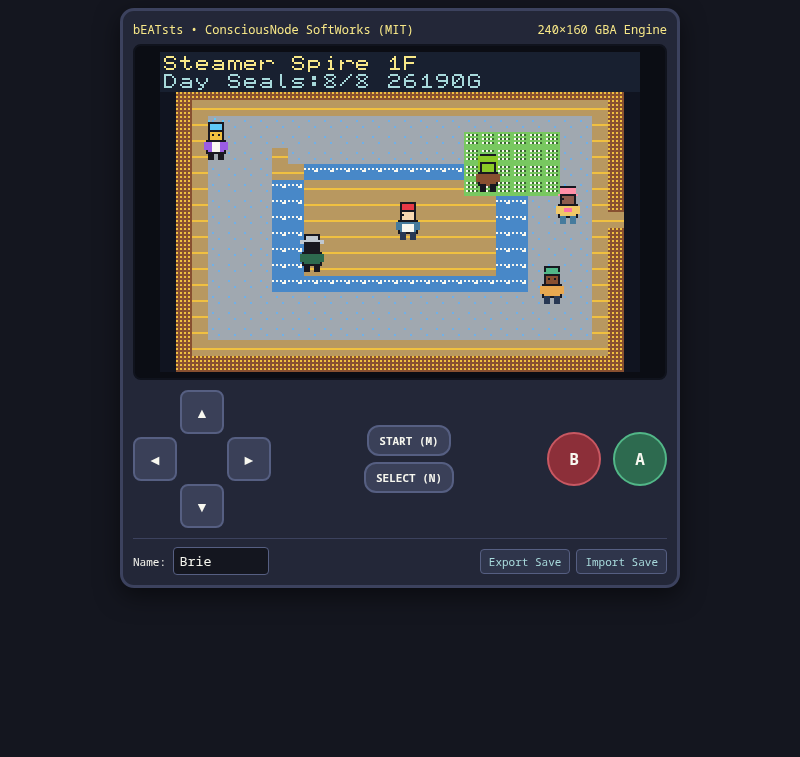 bEATsts • ConsciousNode SoftWorks (MIT)
240×160 GBA Engine
Steamer Spire 1F
Day Seals:8/8 26190G
▲
◄
►
▼
START (M)
SELECT (N)
B
A
Name: Brie
Export Save
Import Save